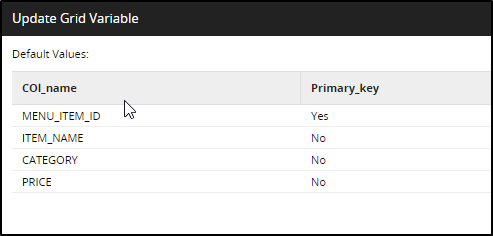 Update Grid Variable
Default Values:
COl_name Primary_key
MENU_ITEM_ID Yes
ITEM_NAME No
CATEGORY No
PRICE No